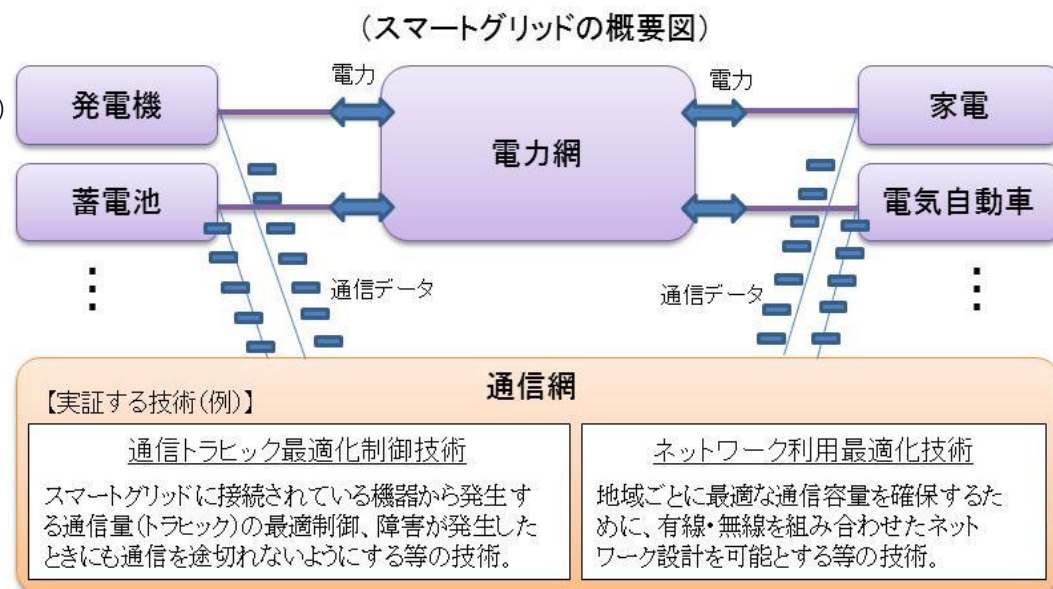 （スマートグリッドの概要図）
）
電力
電力
発電機
電力網
家電
蓄電池
電気自動車
通信データ
通信データ
通信網
【実証する技術（例）】
通信トラヒック最適化制御技術
スマートグリッドに接続されている機器から発生す
る通信量（トラヒック）の最適制御、障害が発生した
ときにも通信を途切れないようにする等の技術。
ネットワーク利用最適化技術
地域ごとに最適な通信容量を確保するた
めに、有線・無線を組み合わせたネット
ワーク設計を可能とする等の技術。